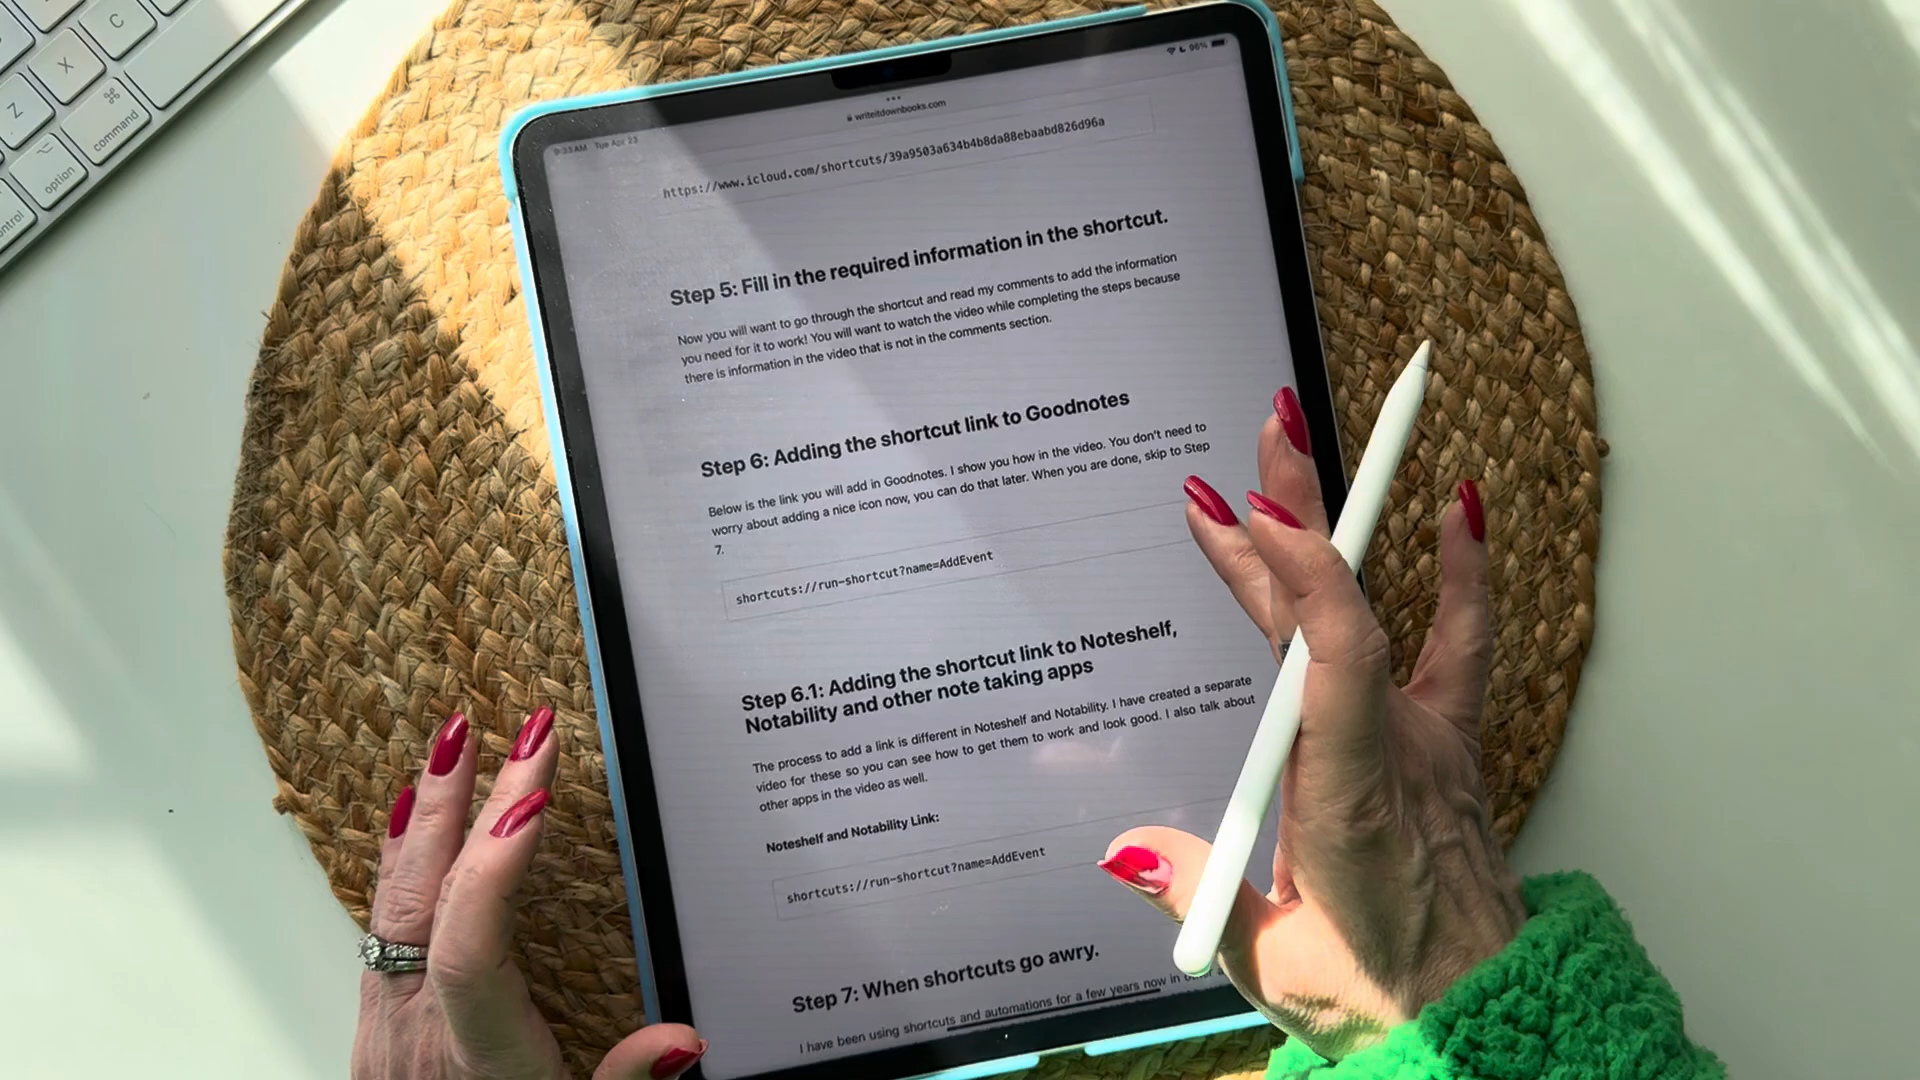 9:33 AM Tue Apr 23
96%
writeitdownbooks.com
https://www.icloud.com/shortcuts/39a9503a634b4b8da88ebaabd826d96a
Step 5: Fill in the required information in the shortcut.
Now you will want to go through the shortcut and read my comments to add the information
you need for it to work! You will want to watch the video while completing the steps because
there is information in the video that is not in the comments section.
Step 6: Adding the shortcut link to Goodnotes
Below is the link you will add in Goodnotes. I show you how in the video. You don't need to
worry about adding a nice icon now, you can do that later. When you are done, skip to Step
7.
shortcuts://run-shortcut?name=AddEvent
Step 6.1: Adding the shortcut link to Noteshelf,
Notability and other note taking apps
The process to add a link is different in Noteshelf and Notability. I have created a separate
video for these so you can see how to get them to work and look good. I also talk about
other apps in the video as well.
Noteshelf and Notability Link:
shortcuts://run-shortcut?name=AddEvent
Step 7: When shortcuts go awry.
I have been using shortcuts and automations for a few years now in
C
X
Z
command
option